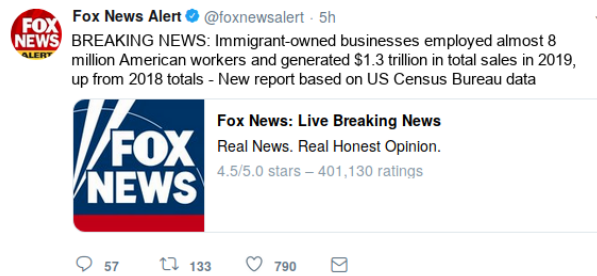 Fox News Alert @foxnewsalert · 5h
FOX
NEWS
ALERT
BREAKING NEWS: Immigrant-owned businesses employed almost 8
million American workers and generated $1.3 trillion in total sales in 2019,
up from 2018 totals - New report based on US Census Bureau data
FOX
NEWS
Fox News: Live Breaking News
Real News. Real Honest Opinion.
4.5/5.0 stars – 401,130 ratings
57 133 790